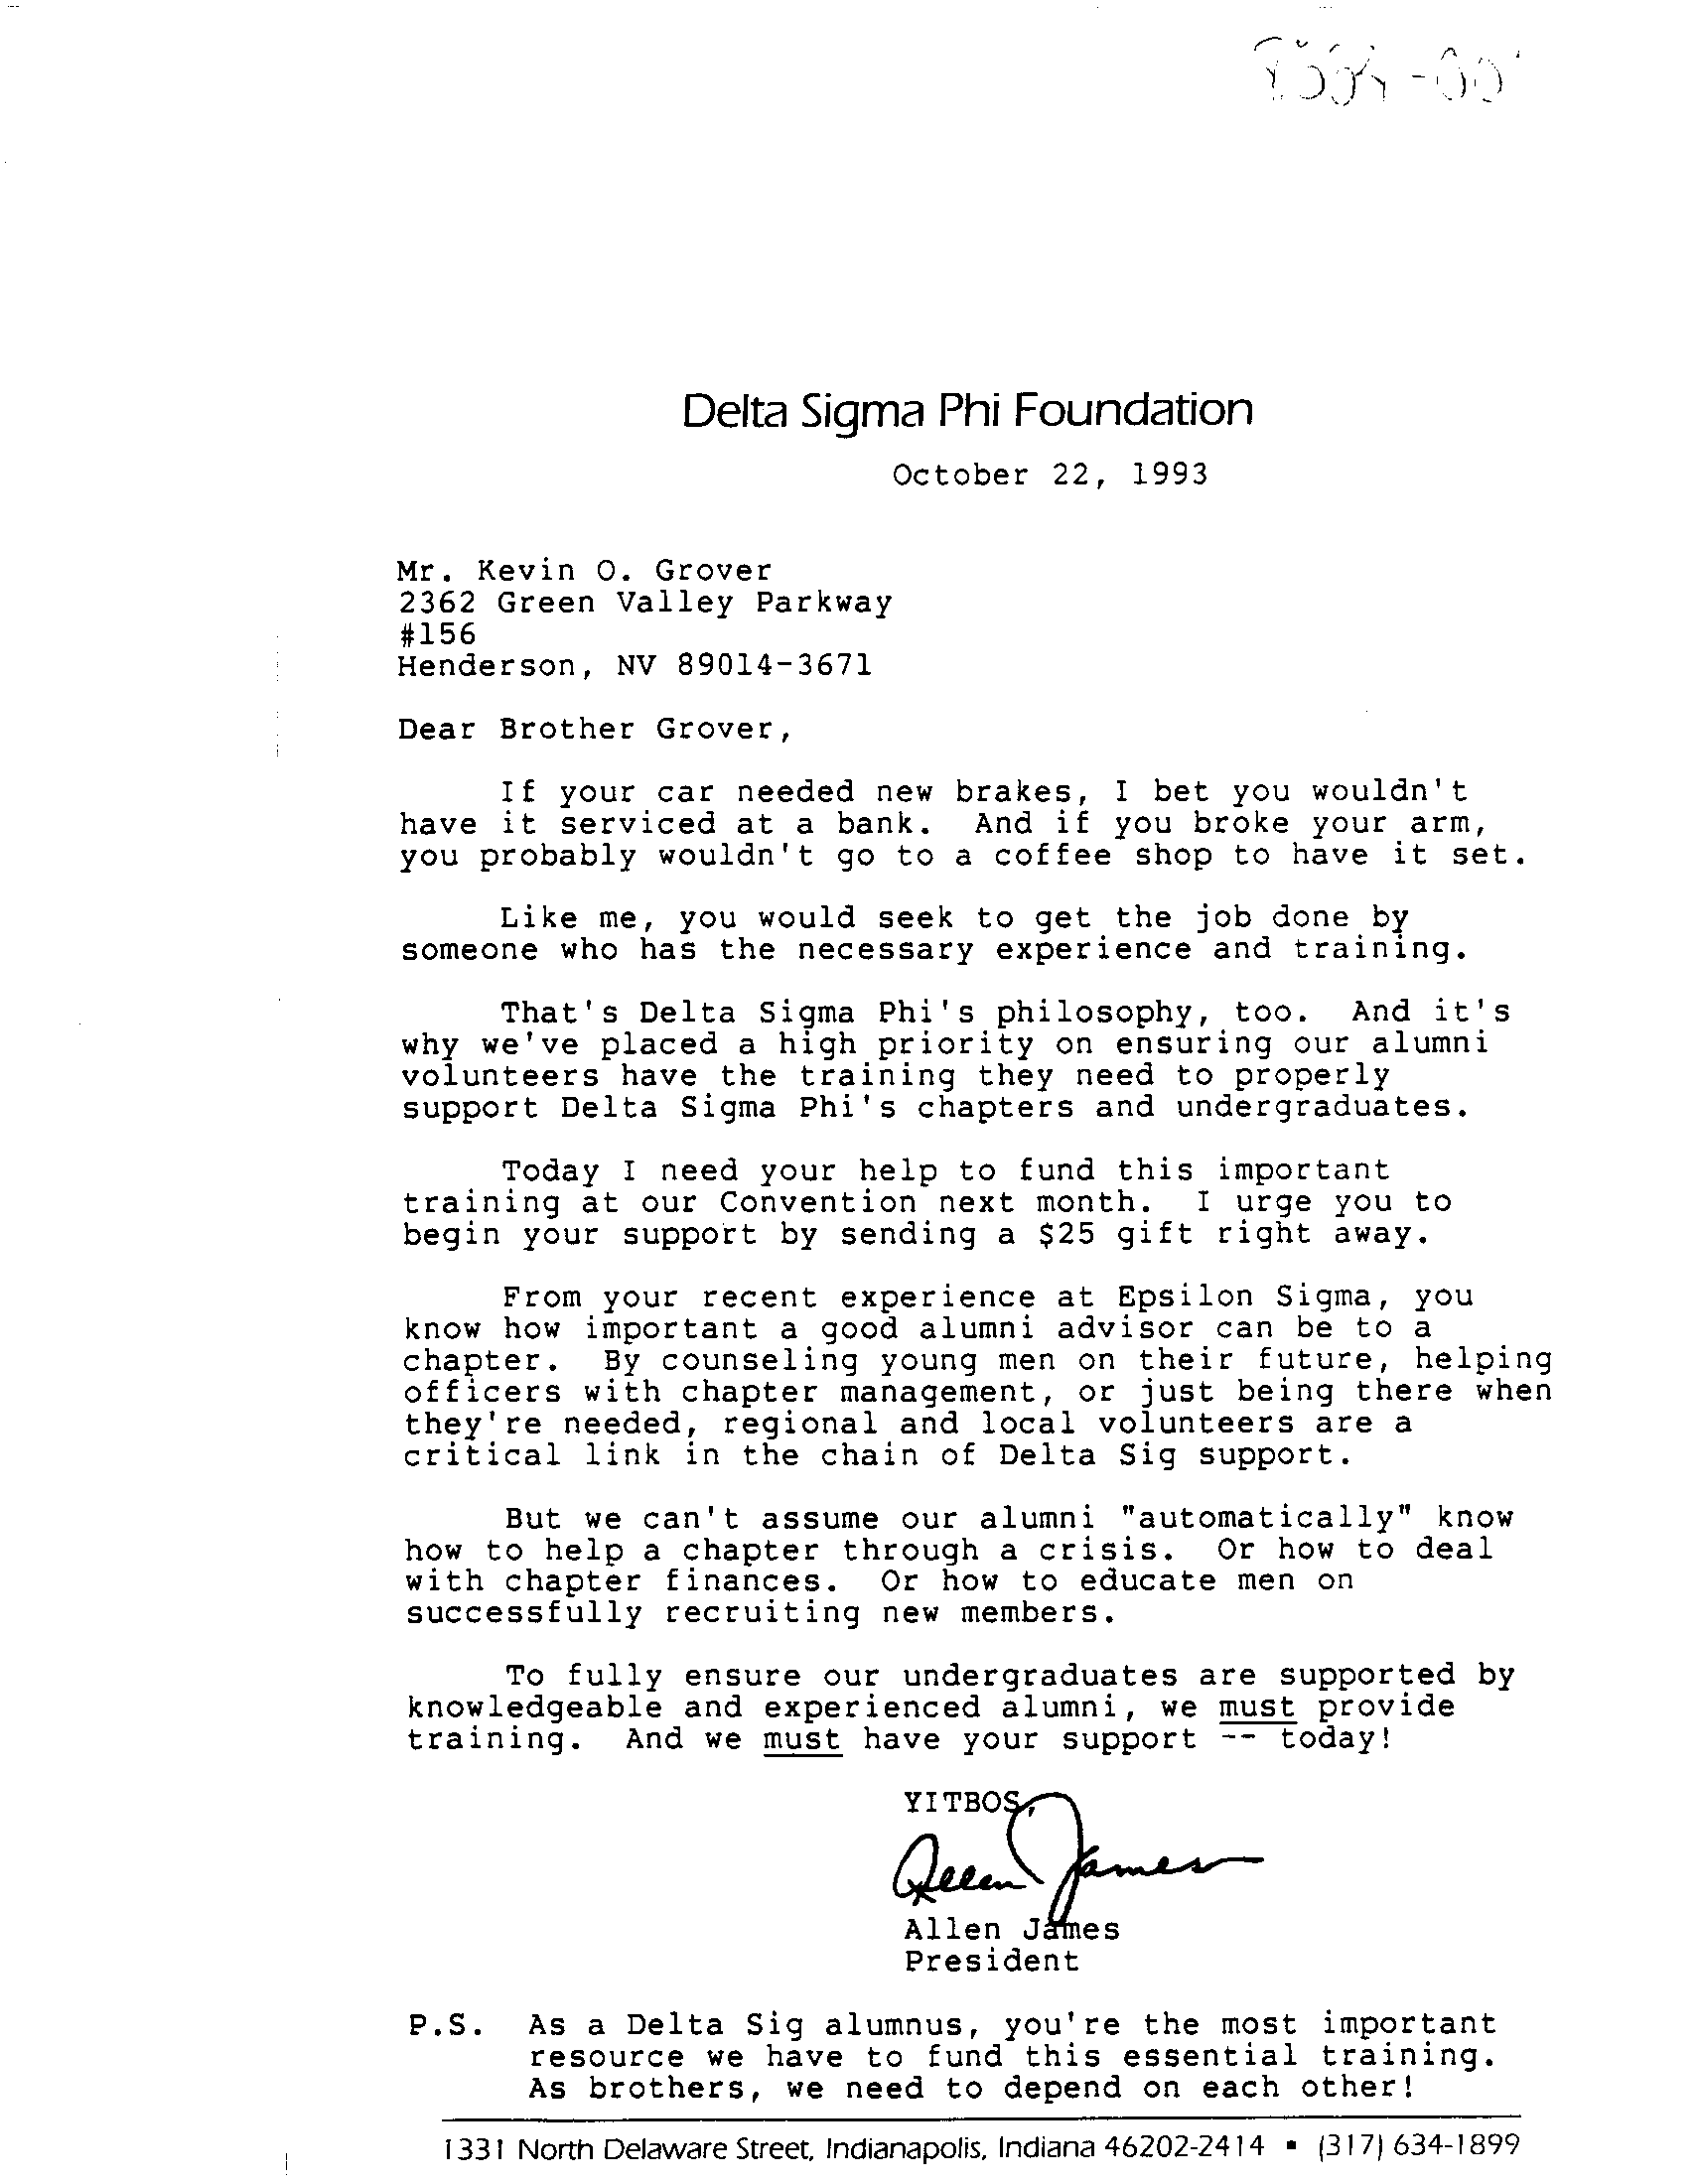 Delta Sigma Phi Foundation
October 22, 1993
Mr. Kevin O. Grover
2362 Green Valley Parkway
#156
Henderson, NV 89014-3671
Dear Brother Grover,
If your car needed new brakes, I bet you wouldn't
have it serviced at a bank. And if you broke your arm,
you probably wouldn't go to a coffee shop to have it set.
Like me, you would seek to get the job done by
someone who has the necessary experience and training.
That's Delta Sigma Phi's philosophy, too. And it's
why we've placed a high priority on ensuring our alumni
volunteers have the training they need to properly
support Delta Sigma Phi's chapters and undergraduates.
Today I need your help to fund this important
training at our Convention next month. I urge you to
begin your support by sending a $25 gift right away.
From your recent experience at Epsilon Sigma, you
know how important a good alumni advisor can be to a
chapter. By counseling young men on their future, helping
officers with chapter management, or just being there when
they're needed, regional and local volunteers are a
critical link in the chain of Delta Sig support.
But we can't assume our alumni "automatically" know
how to help a chapter through a crisis. Or how to deal
with chapter finances. Or how to educate men on
successfully recruiting new members.
To fully ensure our undergraduates are supported by
knowledgeable and experienced alumni, we must provide
training. And we must have your support -- today!
YITBOS,
Allen James
Allen James
President
P.S. As a Delta Sig alumnus, you're the most important
resource we have to fund this essential training.
As brothers, we need to depend on each other!
1331 North Delaware Street, Indianapolis, Indiana 46202-2414 ▪ (317) 634-1899